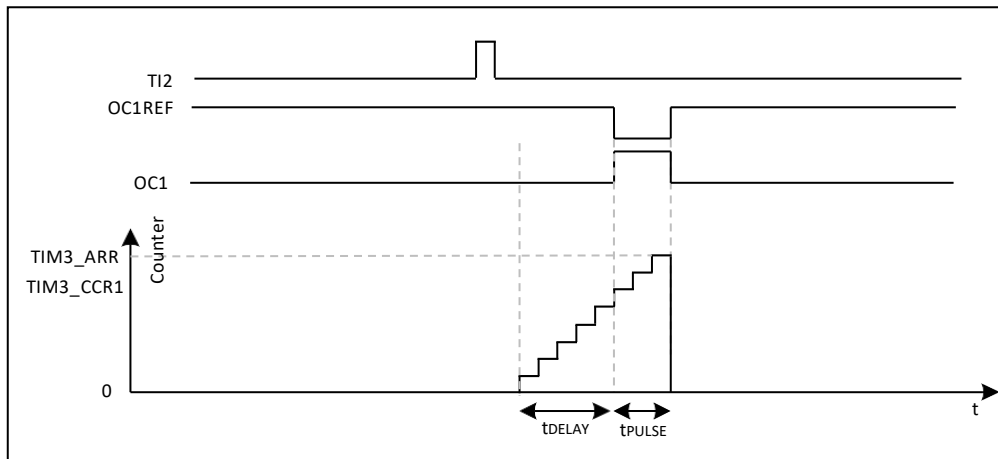 TI2
OC1REF
OC1
Counter
TIM3_ARR
TIM3_CCR1
0
t
tDELAY
tPULSE